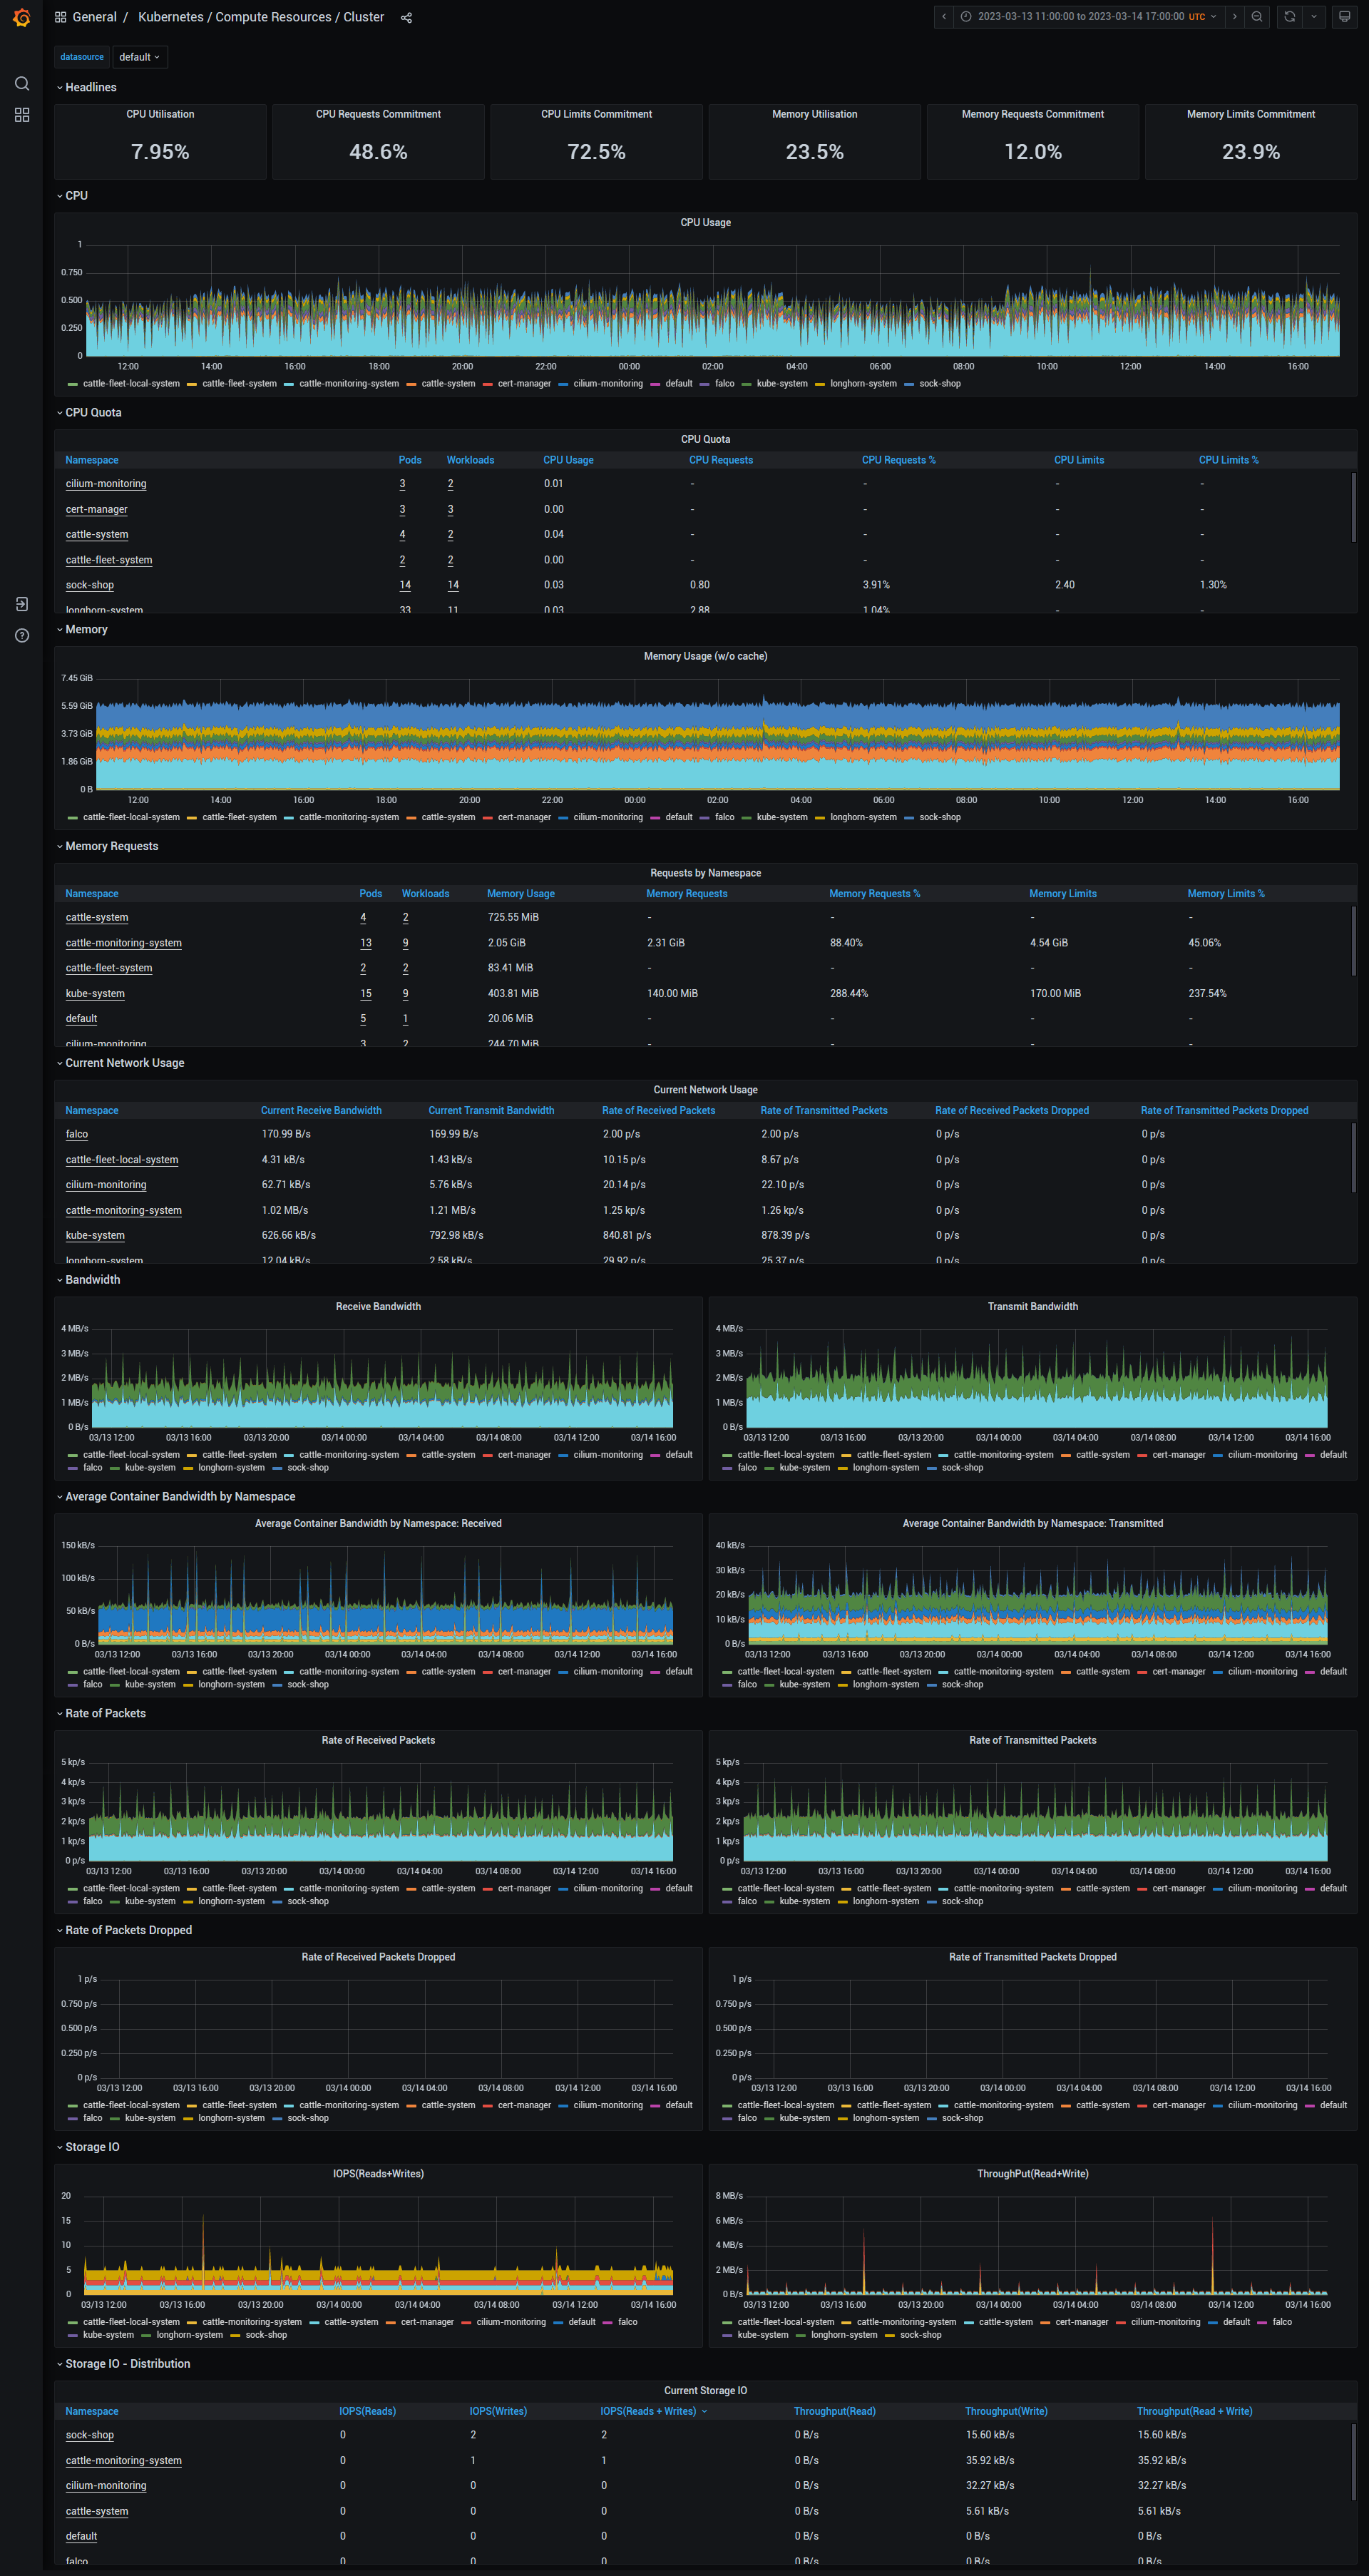 General / Kubernetes / Compute Resources / Cluster 2023-03-13 11:00:00 to 2023-03-14 17:00:00 UTC
datasource default
Headlines
CPU Utilisation CPU Requests Commitment CPU Limits Commitment Memory Utilisation Memory Requests Commitment Memory Limits Commitment
7.95% 48.6% 72.5% 23.5% 12.0% 23.9%
CPU
CPU Usage
1
0.750
0.500
0.250
0
12:00 14:00 16:00 18:00 20:00 22:00 00:00 02:00 04:00 06:00 08:00 10:00 12:00 14:00 16:00
cattle-fleet-local-system cattle-fleet-system cattle-monitoring-system cattle-system cert-manager cilium-monitoring default falco kube-system longhorn-system sock-shop
CPU Quota
CPU Quota
Namespace Pods Workloads CPU Usage CPU Requests CPU Requests % CPU Limits CPU Limits %
cilium-monitoring 3 2 0.01 - - - -
cert-manager 3 3 0.00 - - - -
cattle-system 4 2 0.04 - - - -
cattle-fleet-system 2 2 0.00 - - - -
sock-shop 14 14 0.03 0.80 3.91% 2.40 1.30%
longhorn-system 33 11 0.03 2.88 1.04% - -
Memory
Memory Usage (w/o cache)
7.45 GiB
5.59 GiB
3.73 GiB
1.86 GiB
0 B
12:00 14:00 16:00 18:00 20:00 22:00 00:00 02:00 04:00 06:00 08:00 10:00 12:00 14:00 16:00
cattle-fleet-local-system cattle-fleet-system cattle-monitoring-system cattle-system cert-manager cilium-monitoring default falco kube-system longhorn-system sock-shop
Memory Requests
Requests by Namespace
Namespace Pods Workloads Memory Usage Memory Requests Memory Requests % Memory Limits Memory Limits %
cattle-system 4 2 725.55 MiB - - - -
cattle-monitoring-system 13 9 2.05 GiB 2.31 GiB 88.40% 4.54 GiB 45.06%
cattle-fleet-system 2 2 83.41 MiB - - - -
kube-system 15 9 403.81 MiB 140.00 MiB 288.44% 170.00 MiB 237.54%
default 5 1 20.06 MiB - - - -
cilium-monitoring 3 2 244.70 MiB - - - -
Current Network Usage
Current Network Usage
Namespace Current Receive Bandwidth Current Transmit Bandwidth Rate of Received Packets Rate of Transmitted Packets Rate of Received Packets Dropped Rate of Transmitted Packets Dropped
falco 170.99 B/s 169.99 B/s 2.00 p/s 2.00 p/s 0 p/s 0 p/s
cattle-fleet-local-system 4.31 kB/s 1.43 kB/s 10.15 p/s 8.67 p/s 0 p/s 0 p/s
cilium-monitoring 62.71 kB/s 5.76 kB/s 20.14 p/s 22.10 p/s 0 p/s 0 p/s
cattle-monitoring-system 1.02 MB/s 1.21 MB/s 1.25 kp/s 1.26 kp/s 0 p/s 0 p/s
kube-system 626.66 kB/s 792.98 kB/s 840.81 p/s 878.39 p/s 0 p/s 0 p/s
longhorn-system 12.04 kB/s 2.58 kB/s 29.92 p/s 25.37 p/s 0 p/s 0 p/s
Bandwidth
Receive Bandwidth
4 MB/s
3 MB/s
2 MB/s
1 MB/s
0 B/s
03/13 12:00 03/13 16:00 03/13 20:00 03/14 00:00 03/14 04:00 03/14 08:00 03/14 12:00 03/14 16:00
cattle-fleet-local-system cattle-fleet-system cattle-monitoring-system cattle-system cert-manager cilium-monitoring default
falco kube-system longhorn-system sock-shop
Transmit Bandwidth
4 MB/s
3 MB/s
2 MB/s
1 MB/s
0 B/s
03/13 12:00 03/13 16:00 03/13 20:00 03/14 00:00 03/14 04:00 03/14 08:00 03/14 12:00 03/14 16:00
cattle-fleet-local-system cattle-fleet-system cattle-monitoring-system cattle-system cert-manager cilium-monitoring default
falco kube-system longhorn-system sock-shop
Average Container Bandwidth by Namespace
Average Container Bandwidth by Namespace: Received
150 kB/s
100 kB/s
50 kB/s
0 B/s
03/13 12:00 03/13 16:00 03/13 20:00 03/14 00:00 03/14 04:00 03/14 08:00 03/14 12:00 03/14 16:00
cattle-fleet-local-system cattle-fleet-system cattle-monitoring-system cattle-system cert-manager cilium-monitoring default
falco kube-system longhorn-system sock-shop
Average Container Bandwidth by Namespace: Transmitted
40 kB/s
30 kB/s
20 kB/s
10 kB/s
0 B/s
03/13 12:00 03/13 16:00 03/13 20:00 03/14 00:00 03/14 04:00 03/14 08:00 03/14 12:00 03/14 16:00
cattle-fleet-local-system cattle-fleet-system cattle-monitoring-system cattle-system cert-manager cilium-monitoring default
falco kube-system longhorn-system sock-shop
Rate of Packets
Rate of Received Packets
5 kp/s
4 kp/s
3 kp/s
2 kp/s
1 kp/s
0 p/s
03/13 12:00 03/13 16:00 03/13 20:00 03/14 00:00 03/14 04:00 03/14 08:00 03/14 12:00 03/14 16:00
cattle-fleet-local-system cattle-fleet-system cattle-monitoring-system cattle-system cert-manager cilium-monitoring default
falco kube-system longhorn-system sock-shop
Rate of Transmitted Packets
5 kp/s
4 kp/s
3 kp/s
2 kp/s
1 kp/s
0 p/s
03/13 12:00 03/13 16:00 03/13 20:00 03/14 00:00 03/14 04:00 03/14 08:00 03/14 12:00 03/14 16:00
cattle-fleet-local-system cattle-fleet-system cattle-monitoring-system cattle-system cert-manager cilium-monitoring default
falco kube-system longhorn-system sock-shop
Rate of Packets Dropped
Rate of Received Packets Dropped
1 p/s
0.750 p/s
0.500 p/s
0.250 p/s
0 p/s
03/13 12:00 03/13 16:00 03/13 20:00 03/14 00:00 03/14 04:00 03/14 08:00 03/14 12:00 03/14 16:00
cattle-fleet-local-system cattle-fleet-system cattle-monitoring-system cattle-system cert-manager cilium-monitoring default
falco kube-system longhorn-system sock-shop
Rate of Transmitted Packets Dropped
1 p/s
0.750 p/s
0.500 p/s
0.250 p/s
0 p/s
03/13 12:00 03/13 16:00 03/13 20:00 03/14 00:00 03/14 04:00 03/14 08:00 03/14 12:00 03/14 16:00
cattle-fleet-local-system cattle-fleet-system cattle-monitoring-system cattle-system cert-manager cilium-monitoring default
falco kube-system longhorn-system sock-shop
Storage IO
IOPS(Reads+Writes)
20
15
10
5
0
03/13 12:00 03/13 16:00 03/13 20:00 03/14 00:00 03/14 04:00 03/14 08:00 03/14 12:00 03/14 16:00
cattle-fleet-local-system cattle-monitoring-system cattle-system cert-manager cilium-monitoring default falco
kube-system longhorn-system sock-shop
ThroughPut(Read+Write)
8 MB/s
6 MB/s
4 MB/s
2 MB/s
0 B/s
03/13 12:00 03/13 16:00 03/13 20:00 03/14 00:00 03/14 04:00 03/14 08:00 03/14 12:00 03/14 16:00
cattle-fleet-local-system cattle-monitoring-system cattle-system cert-manager cilium-monitoring default falco
kube-system longhorn-system sock-shop
Storage IO - Distribution
Current Storage IO
Namespace IOPS(Reads) IOPS(Writes) IOPS(Reads + Writes) Throughput(Read) Throughput(Write) Throughput(Read + Write)
sock-shop 0 2 2 0 B/s 15.60 kB/s 15.60 kB/s
cattle-monitoring-system 0 1 1 0 B/s 35.92 kB/s 35.92 kB/s
cilium-monitoring 0 0 0 0 B/s 32.27 kB/s 32.27 kB/s
cattle-system 0 0 0 0 B/s 5.61 kB/s 5.61 kB/s
default 0 0 0 0 B/s 0 B/s 0 B/s
falco 0 0 0 0 B/s 0 B/s 0 B/s